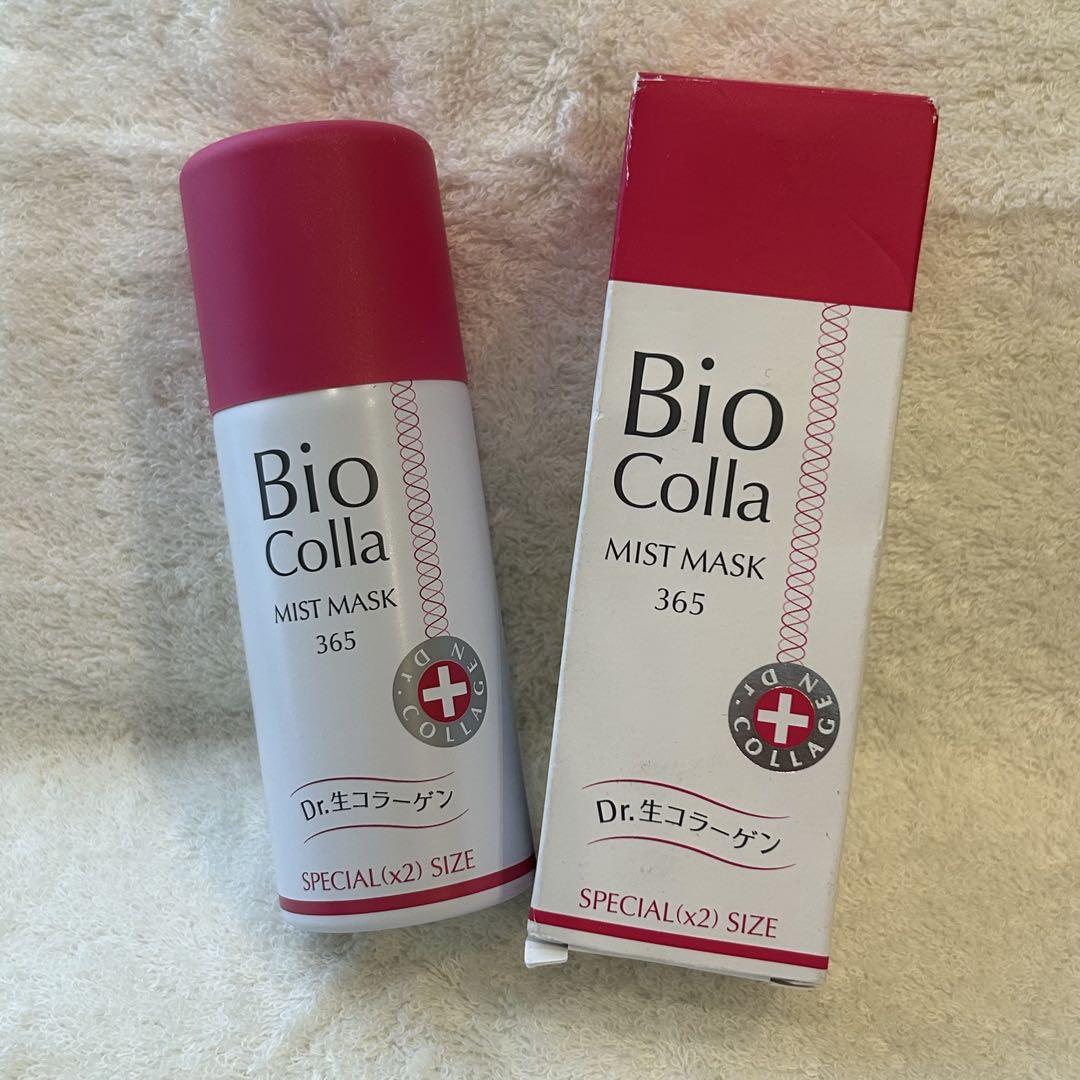 Bio
Colla
MIST MASK
365
Dr. COLLAGEN
Dr.生コラーゲン
SPECIAL(x2) SIZE
Bio
Colla
MIST MASK
365
Dr. COLLAGEN
Dr.生コラーゲン
SPECIAL(x2) SIZE